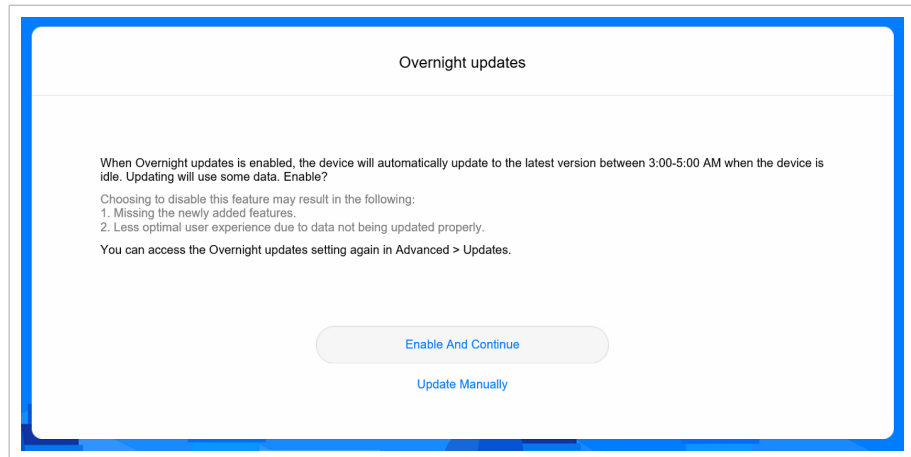 Overnight updates
When Overnight updates is enabled, the device will automatically update to the latest version between 3:00-5:00 AM when the device is
idle. Updating will use some data. Enable?
Choosing to disable this feature may result in the following:
1. Missing the newly added features.
2. Less optimal user experience due to data not being updated properly.
You can access the Overnight updates setting again in Advanced > Updates.
Enable And Continue
Update Manually